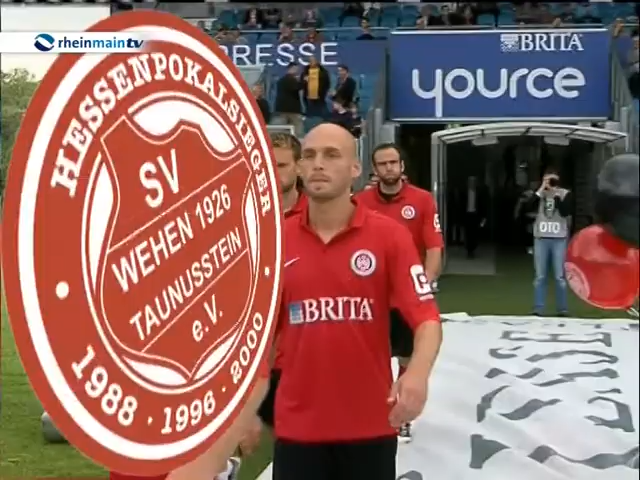 rheinmaintv
PRESSE
BRITA
yource
HESSENPOKALSIEGER
SV
WEHEN 1926
TAUNUSSTEIN
e.V.
• 1988 • 1996 • 2000 •
BRITA
OTO